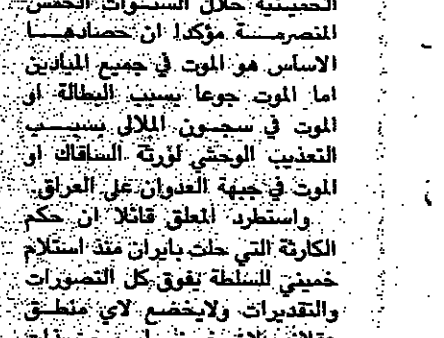 الخمينية خلال السنوات الخمس
المنصرمة مؤكدا ان حصادها
الاساس هو الموت في جميع الميادين
اما الموت جوعا بسبب البطالة او
الموت في سجون الملالي بسبب
التعذيب الوحشي لورثة السافاك او
الموت في جبهة العدوان على العراق.
واستطرد المعلق قائلا ان حكم
الكارثة التي حلت بايران منذ استلام
خميني للسلطة يفوق كل التصورات
والتقديرات ولايخضع لاي منطق